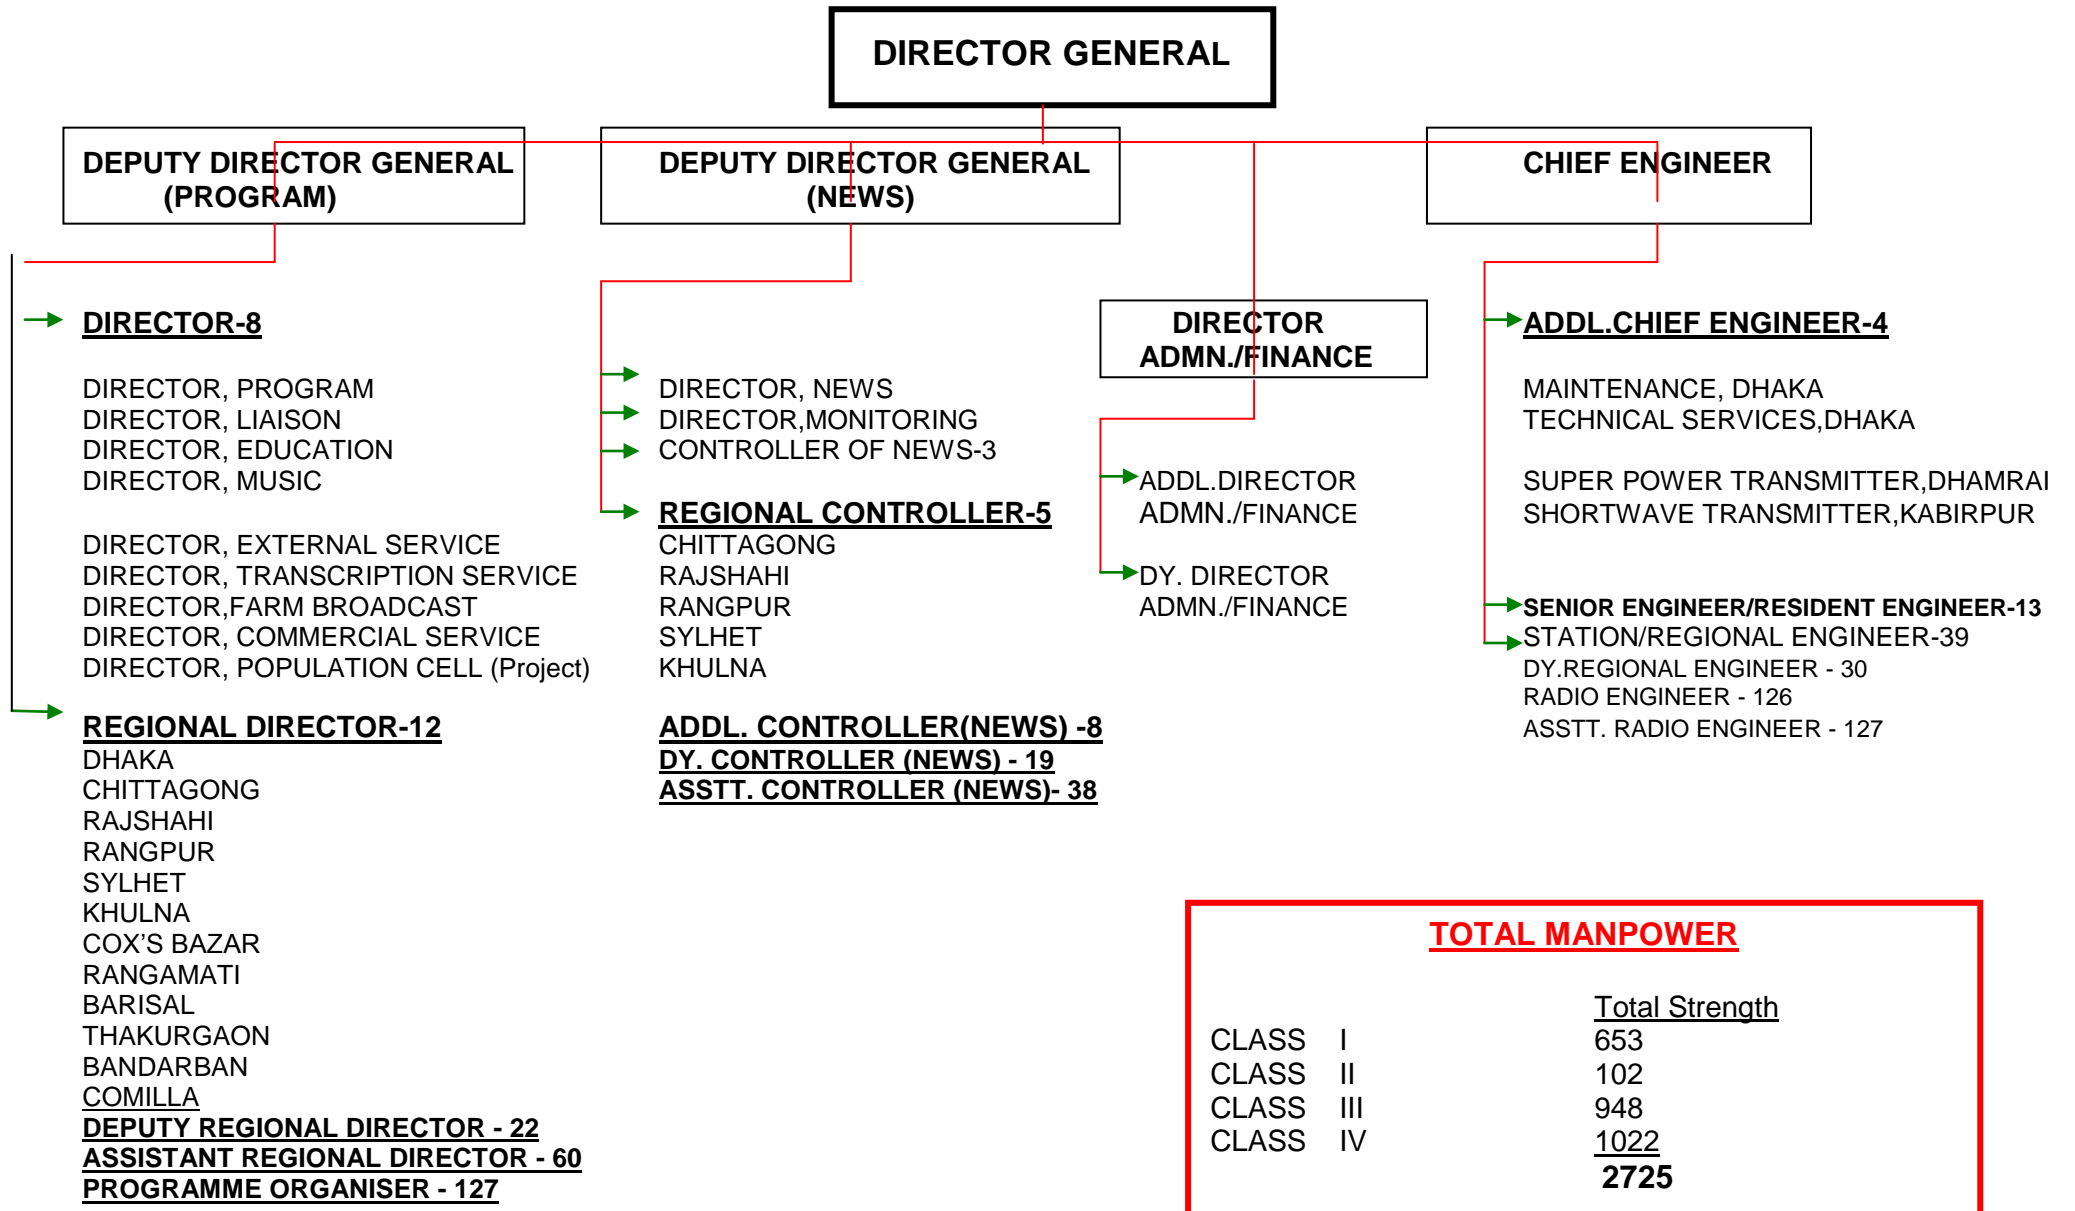 DIRECTOR GENERAL
DEPUTY DIRECTOR GENERAL
(PROGRAM)
DEPUTY DIRECTOR GENERAL
(NEWS)
CHIEF ENGINEER
DIRECTOR-8
DIRECTOR, PROGRAM
DIRECTOR, LIAISON
DIRECTOR, EDUCATION
DIRECTOR, MUSIC
DIRECTOR, EXTERNAL SERVICE
DIRECTOR, TRANSCRIPTION SERVICE
DIRECTOR,FARM BROADCAST
DIRECTOR, COMMERCIAL SERVICE
DIRECTOR, POPULATION CELL (Project)
REGIONAL DIRECTOR-12
DHAKA
CHITTAGONG
RAJSHAHI
RANGPUR
SYLHET
KHULNA
COX'S BAZAR
RANGAMATI
BARISAL
THAKURGAON
BANDARBAN
COMILLA
DEPUTY REGIONAL DIRECTOR - 22
ASSISTANT REGIONAL DIRECTOR - 60
PROGRAMME ORGANISER - 127
DIRECTOR, NEWS
DIRECTOR,MONITORING
CONTROLLER OF NEWS-3
REGIONAL CONTROLLER-5
CHITTAGONG
RAJSHAHI
RANGPUR
SYLHET
KHULNA
ADDL. CONTROLLER(NEWS) -8
DY. CONTROLLER (NEWS) - 19
ASSTT. CONTROLLER (NEWS)- 38
DIRECTOR
ADMN./FINANCE
ADDL.DIRECTOR
ADMN./FINANCE
DY. DIRECTOR
ADMN./FINANCE
ADDL.CHIEF ENGINEER-4
MAINTENANCE, DHAKA
TECHNICAL SERVICES,DHAKA
SUPER POWER TRANSMITTER,DHAMRAI
SHORTWAVE TRANSMITTER,KABIRPUR
SENIOR ENGINEER/RESIDENT ENGINEER-13
STATION/REGIONAL ENGINEER-39
DY.REGIONAL ENGINEER - 30
RADIO ENGINEER - 126
ASSTT. RADIO ENGINEER - 127
TOTAL MANPOWER
Total Strength
CLASS I 653
CLASS II 102
CLASS III 948
CLASS IV 1022
2725